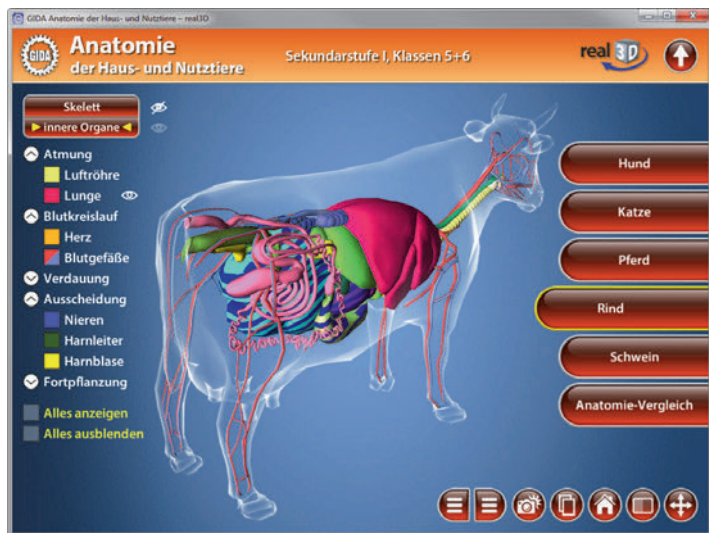 GIDA Anatomie der Haus- und Nutztiere – real3D
GIDA
Anatomie
der Haus- und Nutztiere
Sekundarstufe I, Klassen 5+6
real 3D
Skelett
innere Organe
Atmung
Luftröhre
Lunge
Blutkreislauf
Herz
Blutgefäße
Verdauung
Ausscheidung
Nieren
Harnleiter
Harnblase
Fortpflanzung
Alles anzeigen
Alles ausblenden
Hund
Katze
Pferd
Rind
Schwein
Anatomie-Vergleich